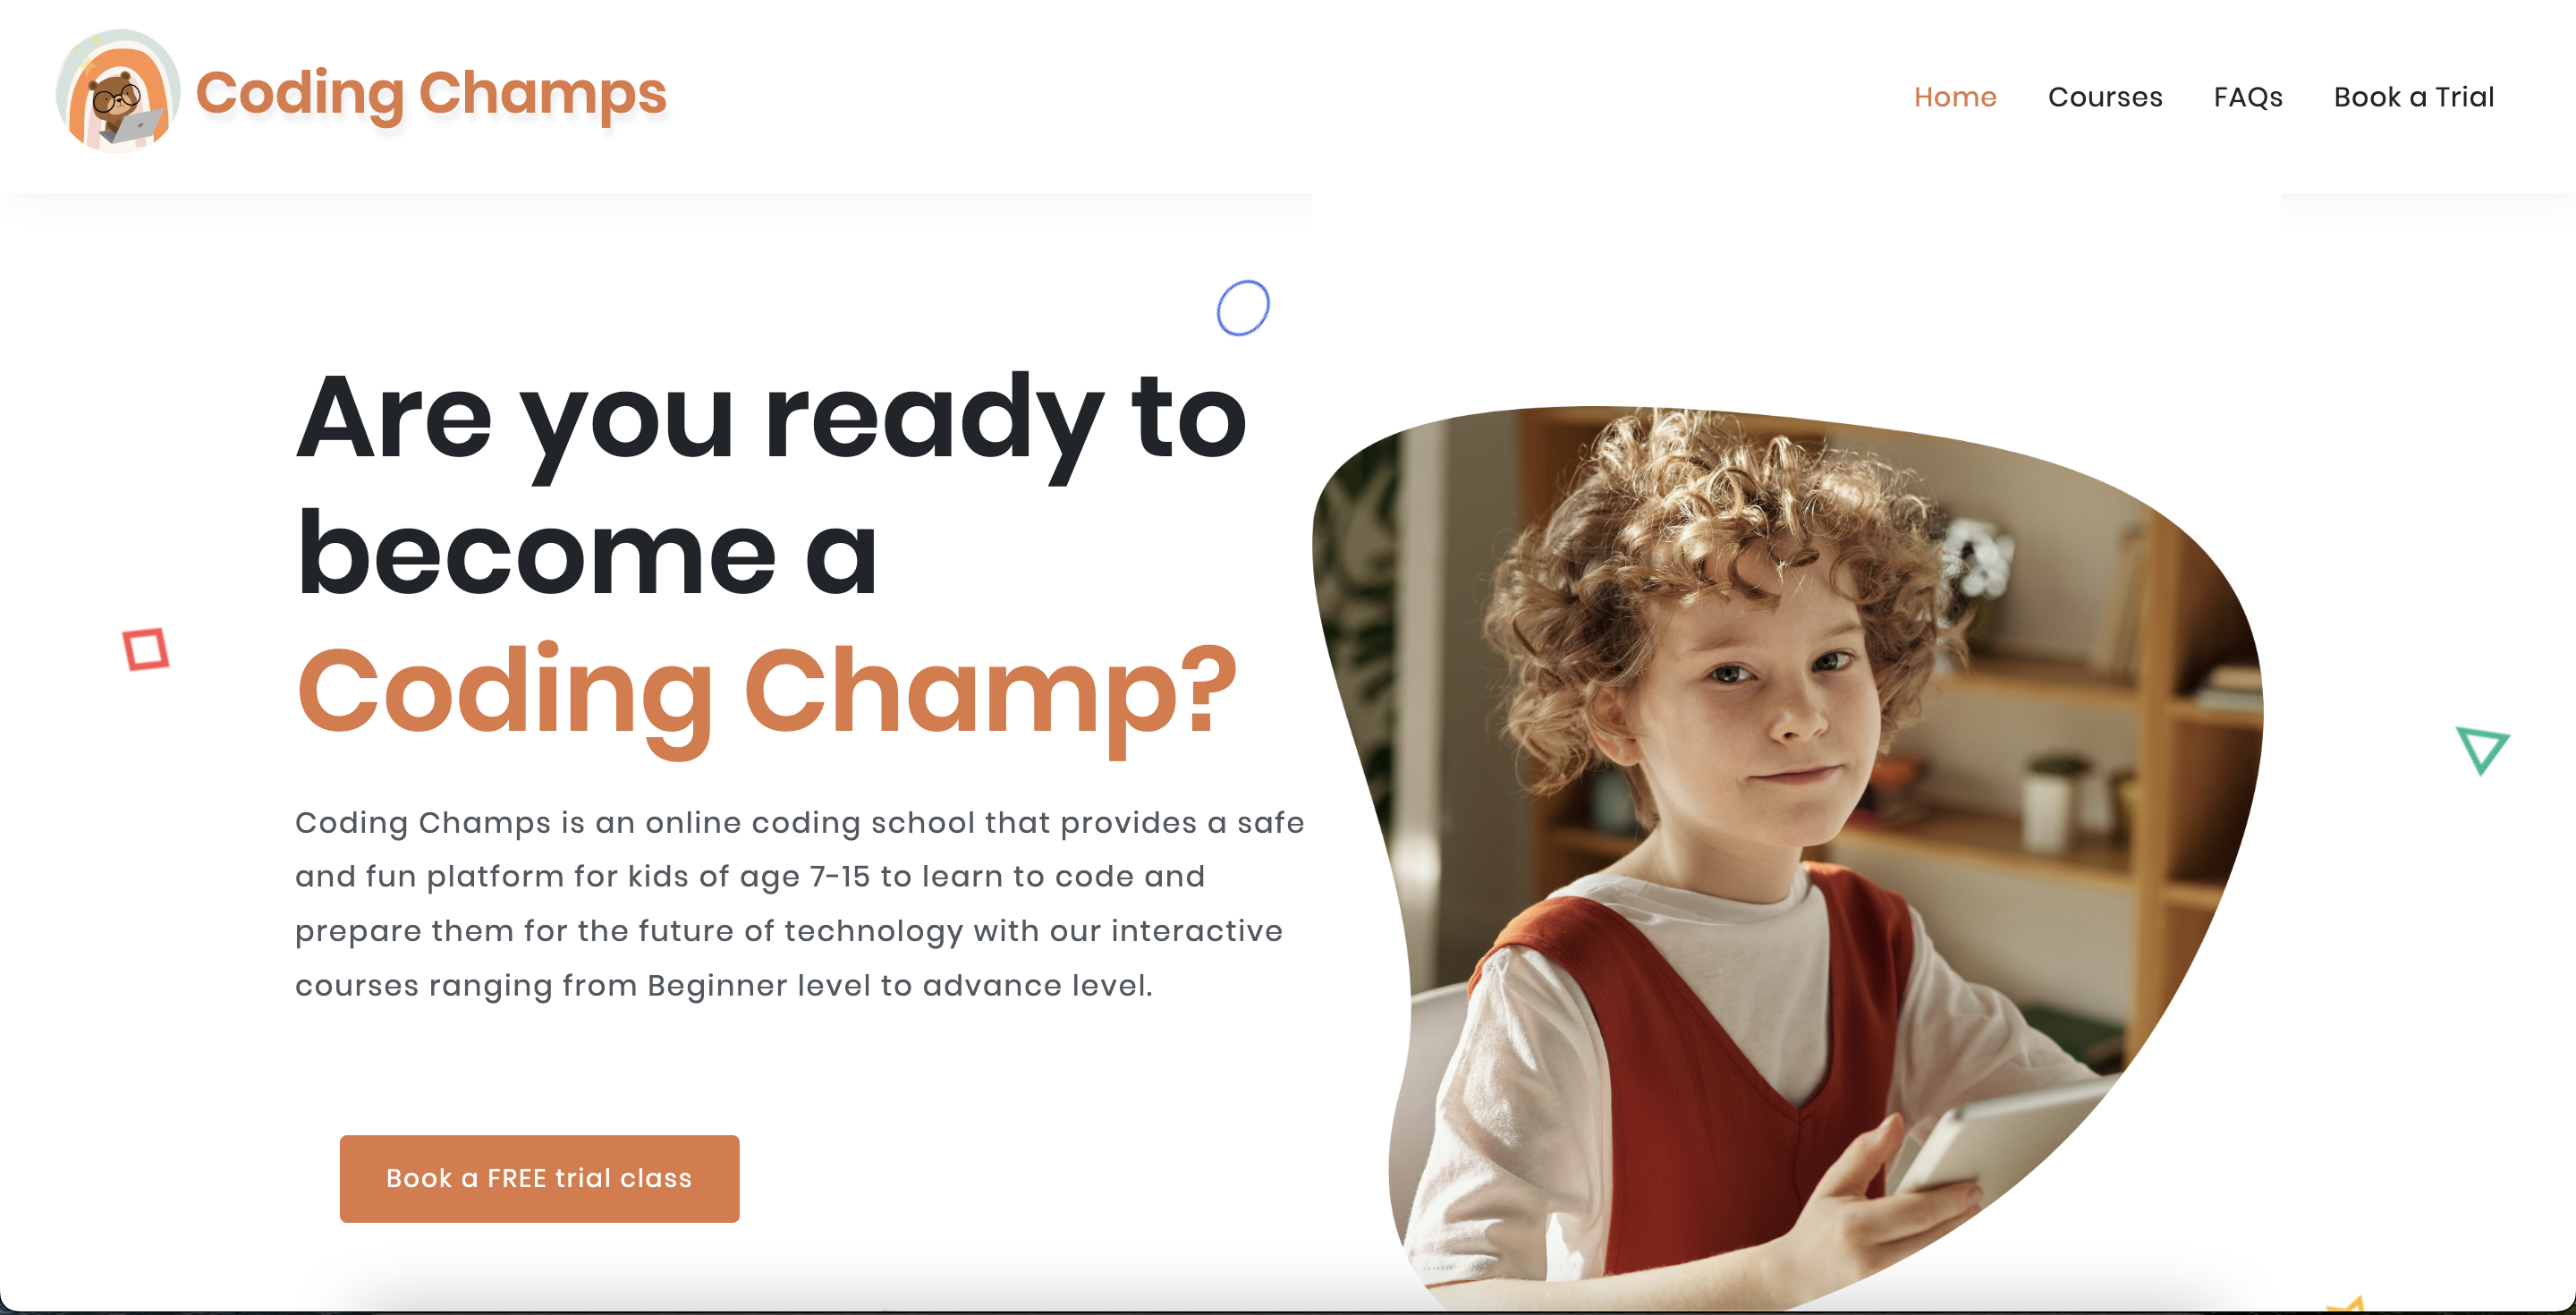 Coding Champs
Home Courses FAQs Book a Trial
Are you ready to
become a
Coding Champ?
Coding Champs is an online coding school that provides a safe
and fun platform for kids of age 7-15 to learn to code and
prepare them for the future of technology with our interactive
courses ranging from Beginner level to advance level.
Book a FREE trial class